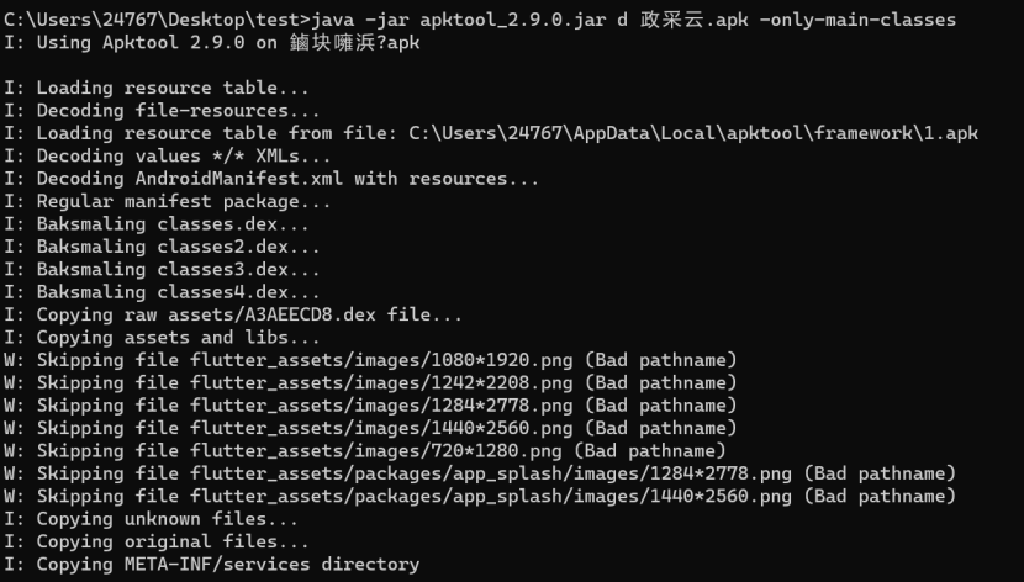 C:\Users\24767\Desktop\test>java -jar apktool_2.9.0.jar d 政采云.apk -only-main-classes
I: Using Apktool 2.9.0 on 鏀块噰浜?apk
I: Loading resource table...
I: Decoding file-resources...
I: Loading resource table from file: C:\Users\24767\AppData\Local\apktool\framework\1.apk
I: Decoding values */* XMLs...
I: Decoding AndroidManifest.xml with resources...
I: Regular manifest package...
I: Baksmaling classes.dex...
I: Baksmaling classes2.dex...
I: Baksmaling classes3.dex...
I: Baksmaling classes4.dex...
I: Copying raw assets/A3AEECD8.dex file...
I: Copying assets and libs...
W: Skipping file flutter_assets/images/1080*1920.png (Bad pathname)
W: Skipping file flutter_assets/images/1242*2208.png (Bad pathname)
W: Skipping file flutter_assets/images/1284*2778.png (Bad pathname)
W: Skipping file flutter_assets/images/1440*2560.png (Bad pathname)
W: Skipping file flutter_assets/images/720*1280.png (Bad pathname)
W: Skipping file flutter_assets/packages/app_splash/images/1284*2778.png (Bad pathname)
W: Skipping file flutter_assets/packages/app_splash/images/1440*2560.png (Bad pathname)
I: Copying unknown files...
I: Copying original files...
I: Copying META-INF/services directory